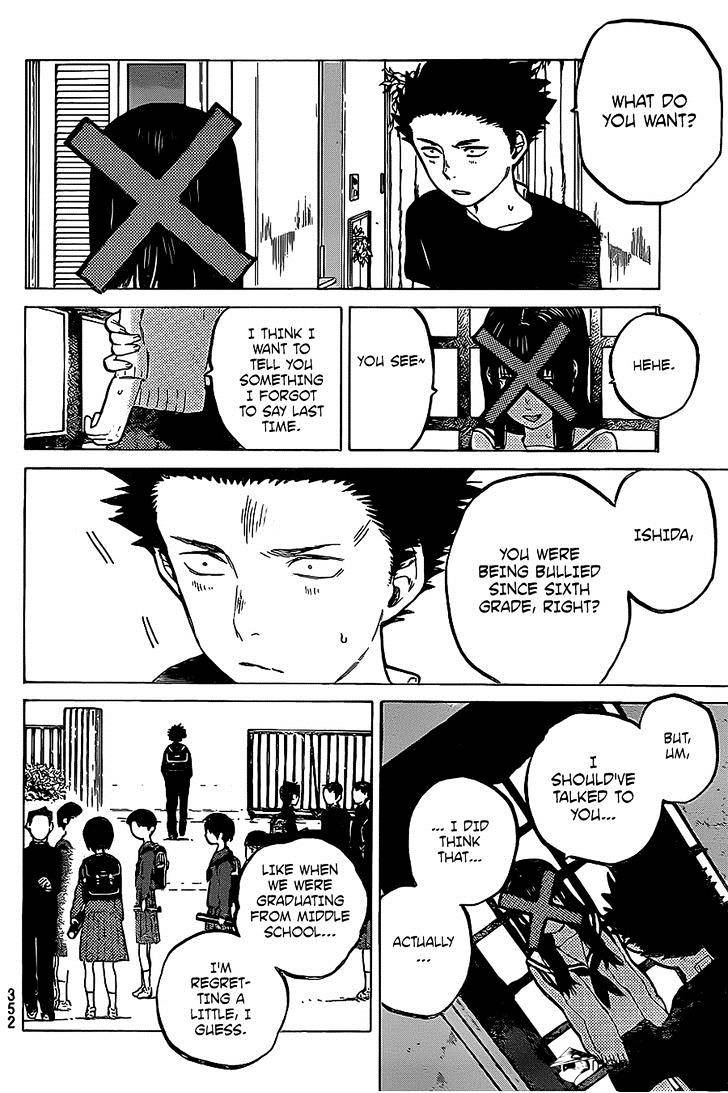 WHAT DO
YOU WANT?
HEHE.
YOU SEE~
I THINK I
WANT TO
TELL YOU
SOMETHING
I FORGOT
TO SAY LAST
TIME.
ISHIDA,
YOU WERE
BEING BULLIED
SINCE SIXTH
GRADE, RIGHT?
BUT,
UM,
I
SHOULD'VE
TALKED TO
YOU...
... I DID
THINK
THAT...
ACTUALLY
...
LIKE WHEN
WE WERE
GRADUATING
FROM MIDDLE
SCHOOL...
I'M
REGRET-
TING A
LITTLE, I
GUESS.
352